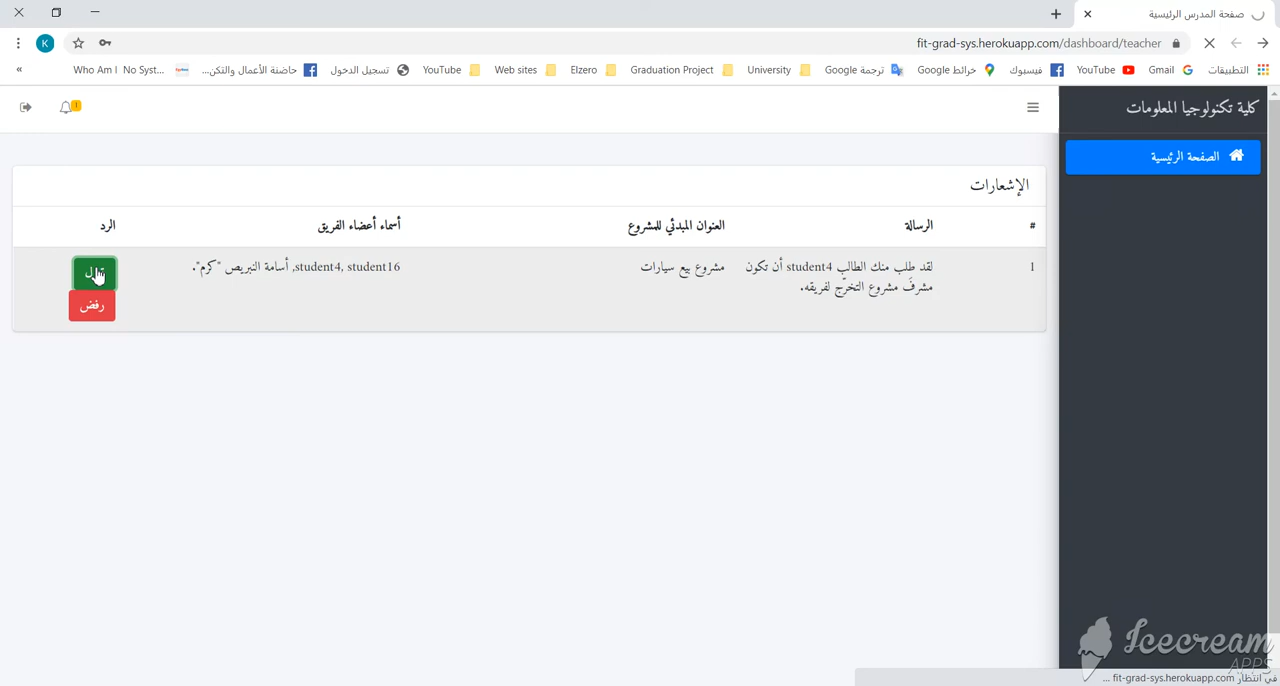 صفحة المدرس الرئيسية
fit-grad-sys.herokuapp.com/dashboard/teacher
K
التطبيقات
Gmail
YouTube
فيسبوك
خرائط Google
ترجمة Google
University
Graduation Project
Elzero
Web sites
YouTube
تسجيل الدخول
حاضنة الأعمال والتكن...
Who Am I | No Syst...
كلية تكنولوجيا المعلومات
الصفحة الرئيسية
الإشعارات
# الرسالة العنوان المبدئي للمشروع أسماء أعضاء الفريق الرد
1 لقد طلب منك الطالب student4 أن تكون مشروع بيع سيارات student4, student16, أسامة النبريص "كرم".
مشرف مشروع التخرّج لفريقه.
رفض
Icecream
APPS
في انتظار fit-grad-sys.herokuapp.com ...